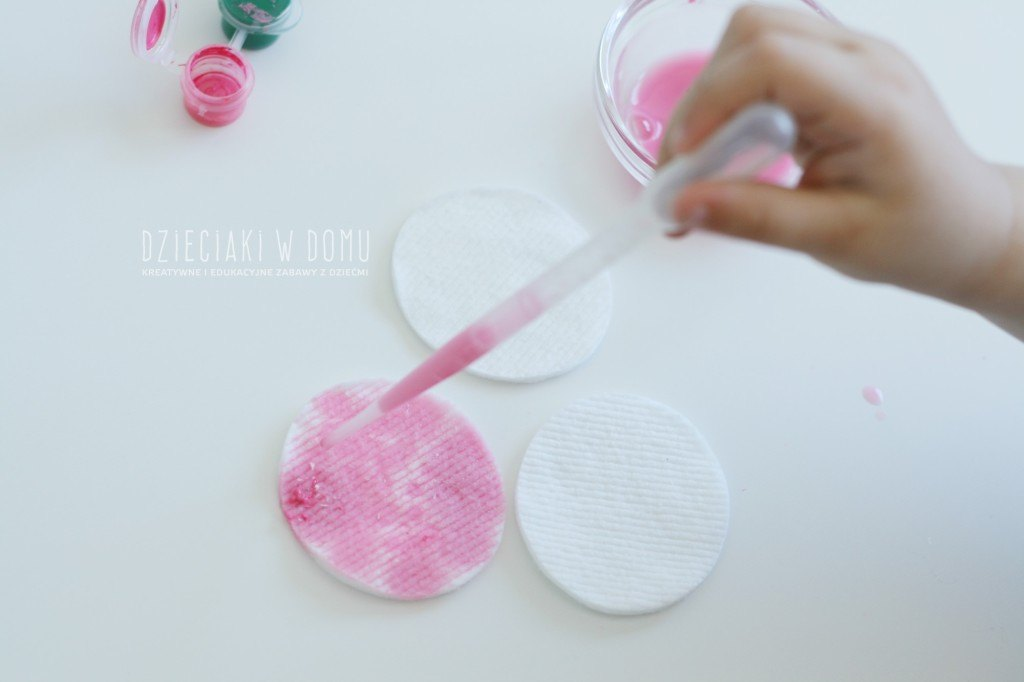 DZIECIAKI W DOMU
KREATYWNE I EDUKACYJNE ZABAWY Z DZIEĆMI